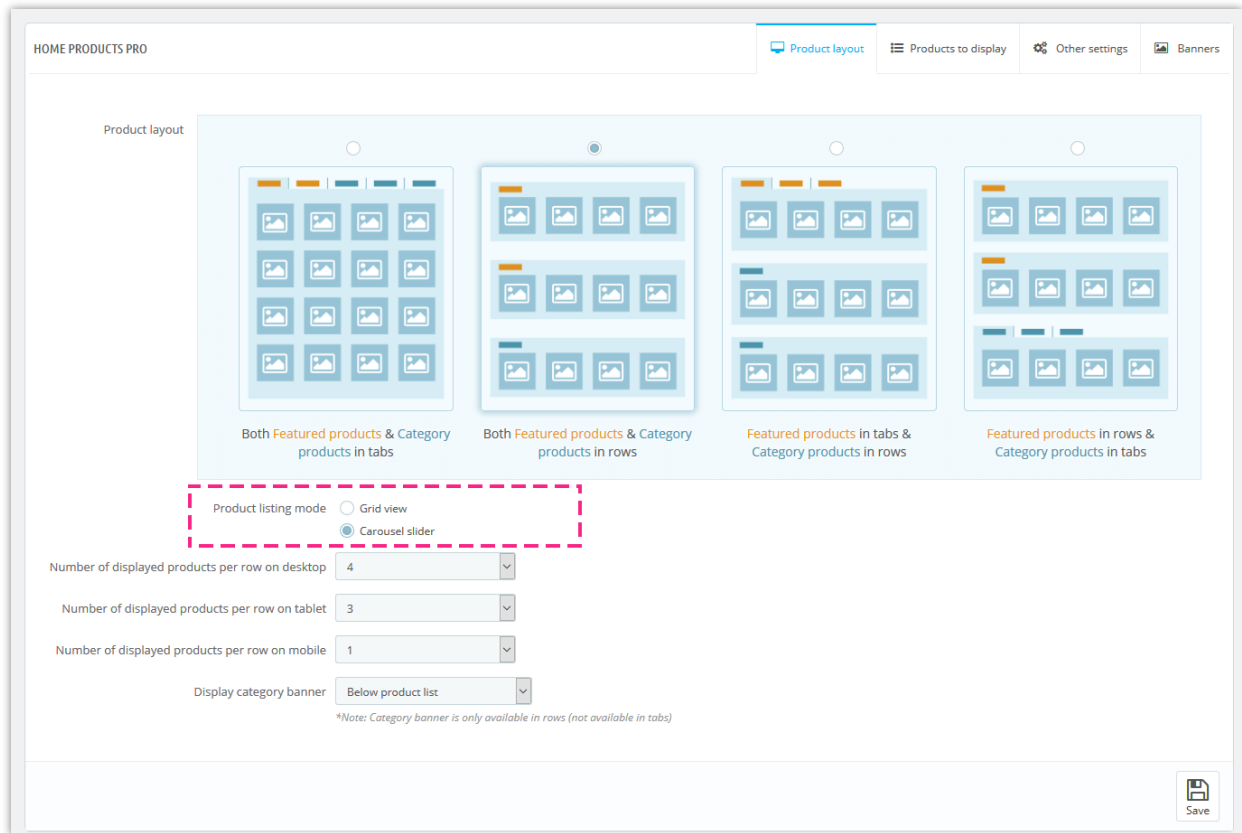 HOME PRODUCTS PRO
Product layout
Products to display
Other settings
Banners
Product layout
Both Featured products & Category
products in tabs
Both Featured products & Category
products in rows
Featured products in tabs &
Category products in rows
Featured products in rows &
Category products in tabs
Product listing mode
Grid view
Carousel slider
Number of displayed products per row on desktop
4
Number of displayed products per row on tablet
3
Number of displayed products per row on mobile
1
Display category banner
Below product list
*Note: Category banner is only available in rows (not available in tabs)
Save